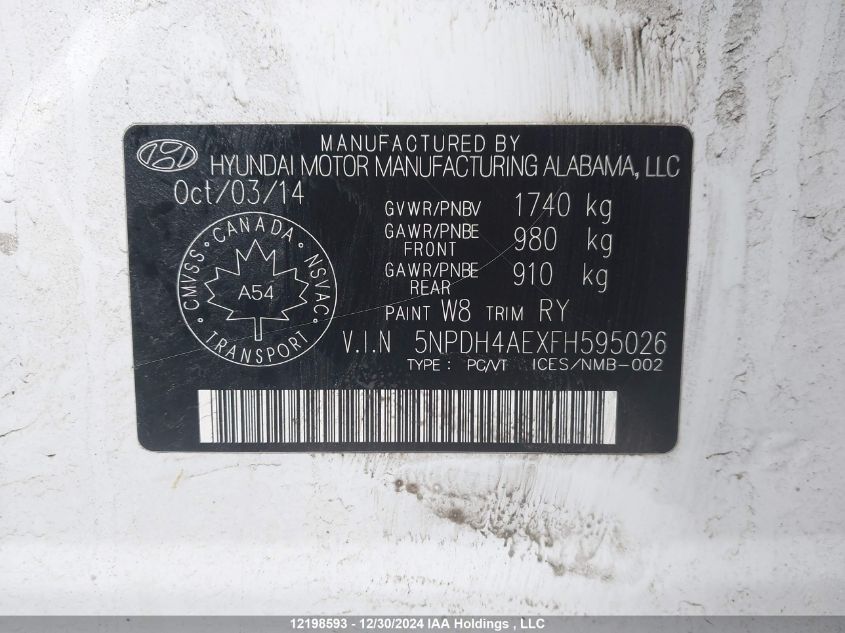 MANUFACTURED BY
HYUNDAI MOTOR MANUFACTURING ALABAMA, LLC
Oct/03/14
GVWR/PNBV 1740 kg
GAWR/PNBE FRONT 980 kg
GAWR/PNBE REAR 910 kg
PAINT W8 TRIM RY
V.I.N 5NPDH4AEXFH595026
TYPE: PC/VT ICES/NMB-002
CMVSS • CANADA • NSVAC • TRANSPORT •
A54
12198593 - 12/30/2024 IAA Holdings , LLC